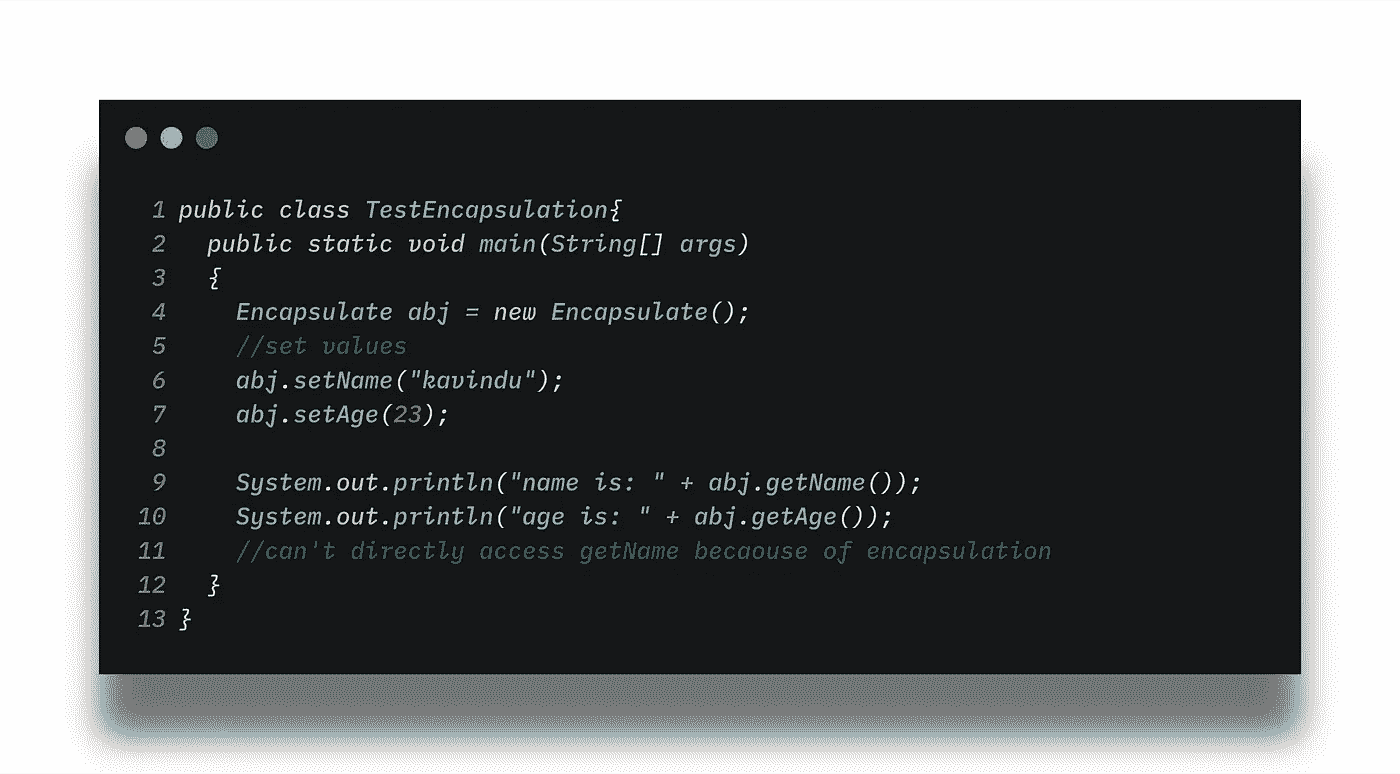 1 public class TestEncapsulation{
2 public static void main(String[] args)
3 {
4 Encapsulate abj = new Encapsulate();
5 //set values
6 abj.setName("kavindu");
7 abj.setAge(23);
8
9 System.out.println("name is: " + abj.getName());
10 System.out.println("age is: " + abj.getAge());
11 //can't directly access getName becaouse of encapsulation
12 }
13 }